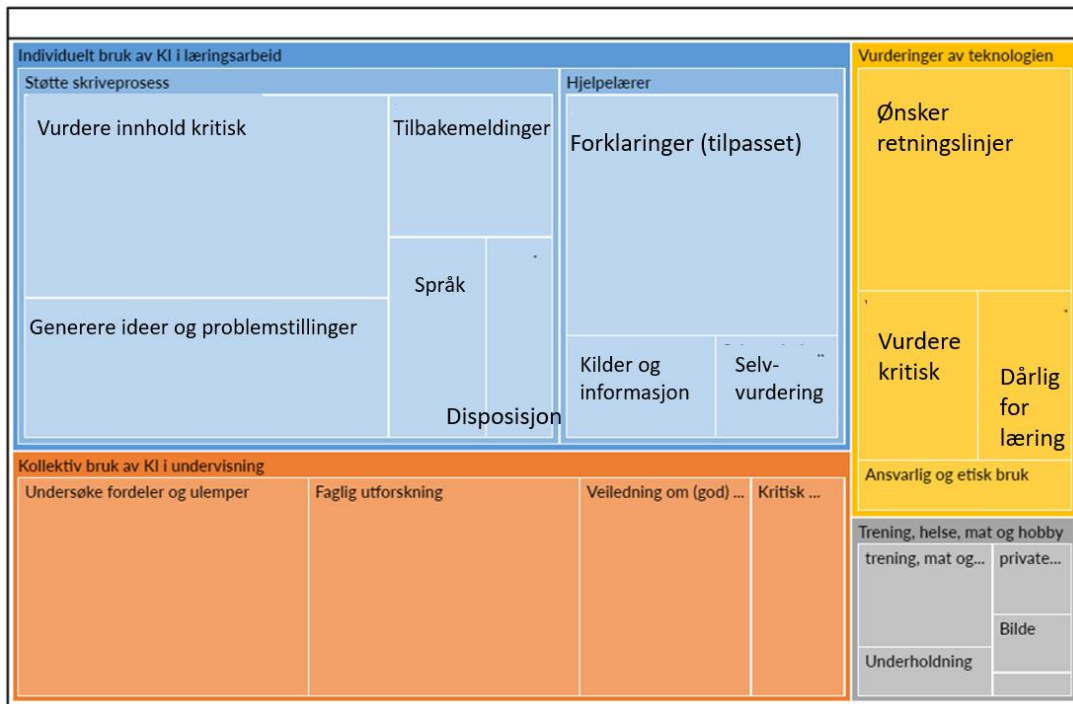 Individuelt bruk av KI i læringsarbeid
Støtte skriveprosess
Vurdere innhold kritisk
Tilbakemeldinger
Generere ideer og problemstillinger
Språk
Disposisjon
Hjelpelærer
Forklaringer (tilpasset)
Kilder og
informasjon
Selv-
vurdering
Kollektiv bruk av KI i undervisning
Undersøke fordeler og ulemper
Faglig utforskning
Veiledning om (god) ...
Kritisk ...
Vurderinger av teknologien
Ønsker
retningslinjer
Vurdere
kritisk
Dårlig
for
læring
Ansvarlig og etisk bruk
Trening, helse, mat og hobby
trening, mat og...
private...
Bilde
Underholdning